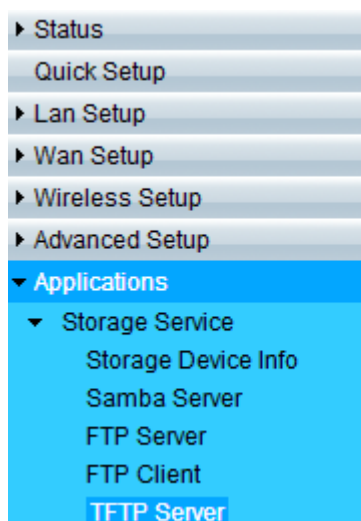 Status
Quick Setup
Lan Setup
Wan Setup
Wireless Setup
Advanced Setup
Applications
Storage Service
Storage Device Info
Samba Server
FTP Server
FTP Client
TFTP Server